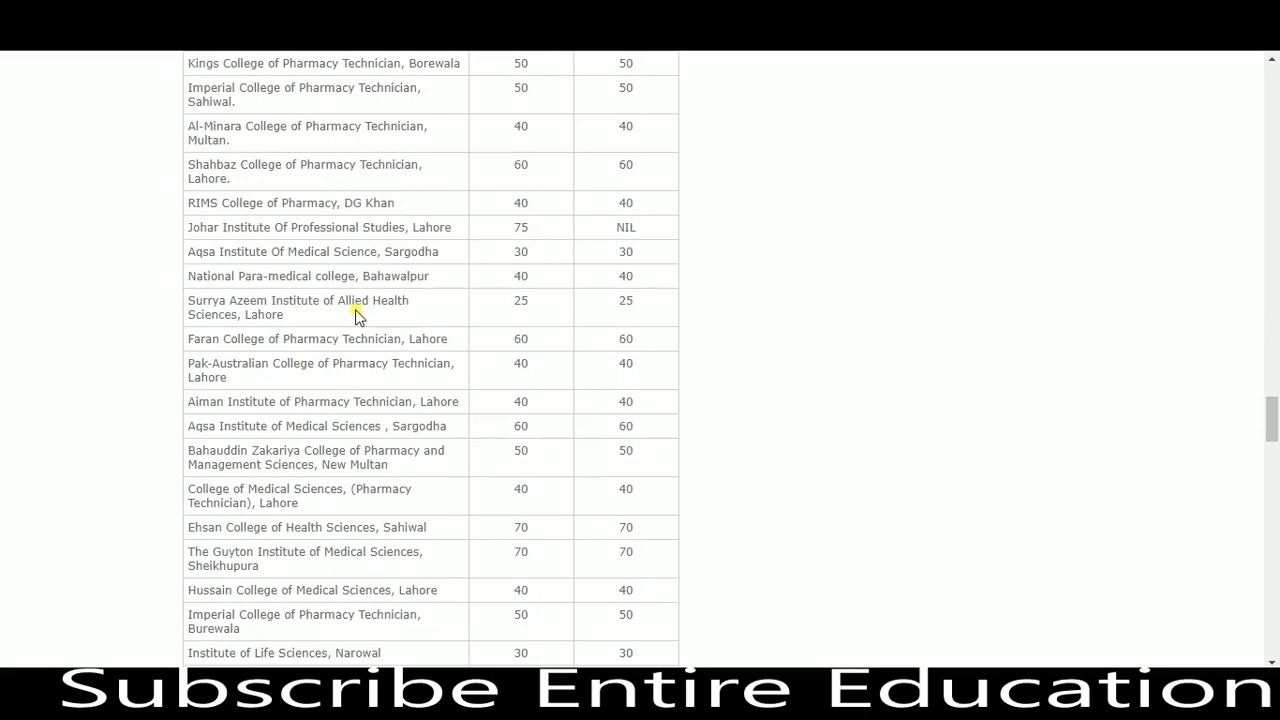 Kings College of Pharmacy Technician, Borewala 50 50
Imperial College of Pharmacy Technician, 50 50
Sahiwal.
Al-Minara College of Pharmacy Technician, 40 40
Multan.
Shahbaz College of Pharmacy Technician, 60 60
Lahore.
RIMS College of Pharmacy, DG Khan 40 40
Johar Institute Of Professional Studies, Lahore 75 NIL
Aqsa Institute Of Medical Science, Sargodha 30 30
National Para-medical college, Bahawalpur 40 40
Surrya Azeem Institute of Allied Health 25 25
Sciences, Lahore
Faran College of Pharmacy Technician, Lahore 60 60
Pak-Australian College of Pharmacy Technician, 40 40
Lahore
Aiman Institute of Pharmacy Technician, Lahore 40 40
Aqsa Institute of Medical Sciences , Sargodha 60 60
Bahauddin Zakariya College of Pharmacy and 50 50
Management Sciences, New Multan
College of Medical Sciences, (Pharmacy 40 40
Technician), Lahore
Ehsan College of Health Sciences, Sahiwal 70 70
The Guyton Institute of Medical Sciences, 70 70
Sheikhupura
Hussain College of Medical Sciences, Lahore 40 40
Imperial College of Pharmacy Technician, 50 50
Burewala
Institute of Life Sciences, Narowal 30 30
Subscribe Entire Education